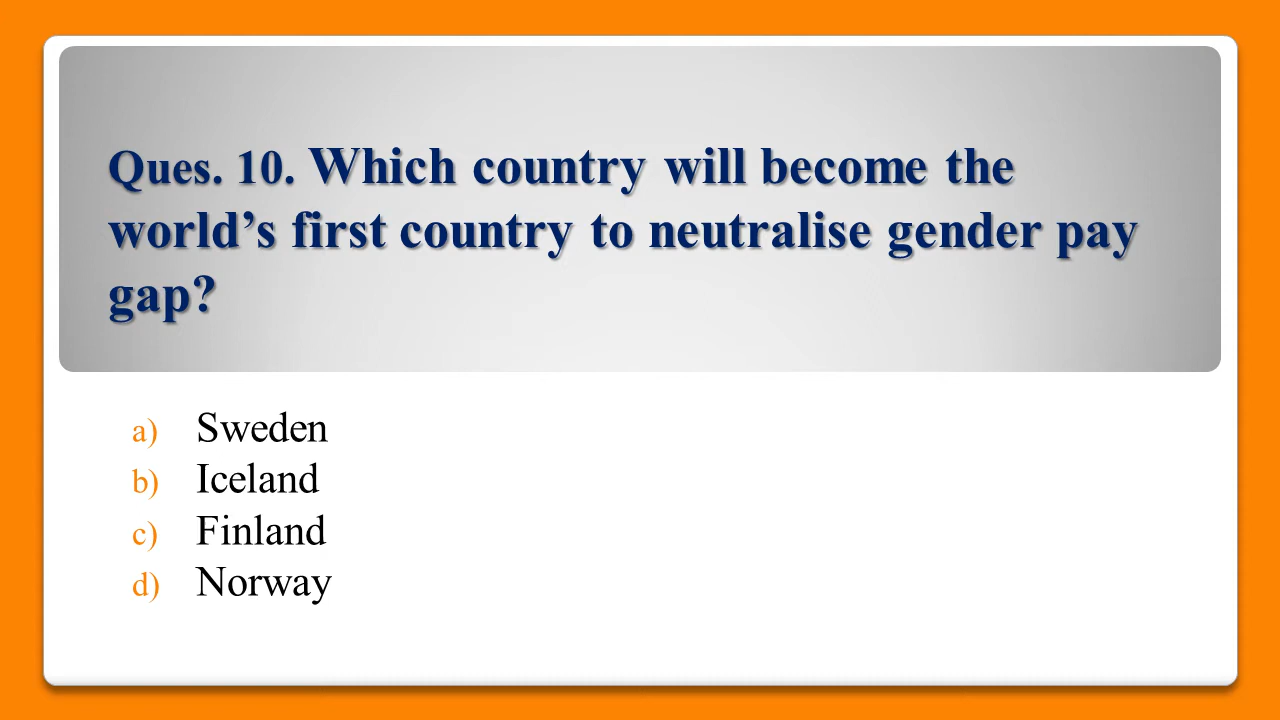 Ques. 10. Which country will become the
world’s first country to neutralise gender pay
gap?
a) Sweden
b) Iceland
c) Finland
d) Norway